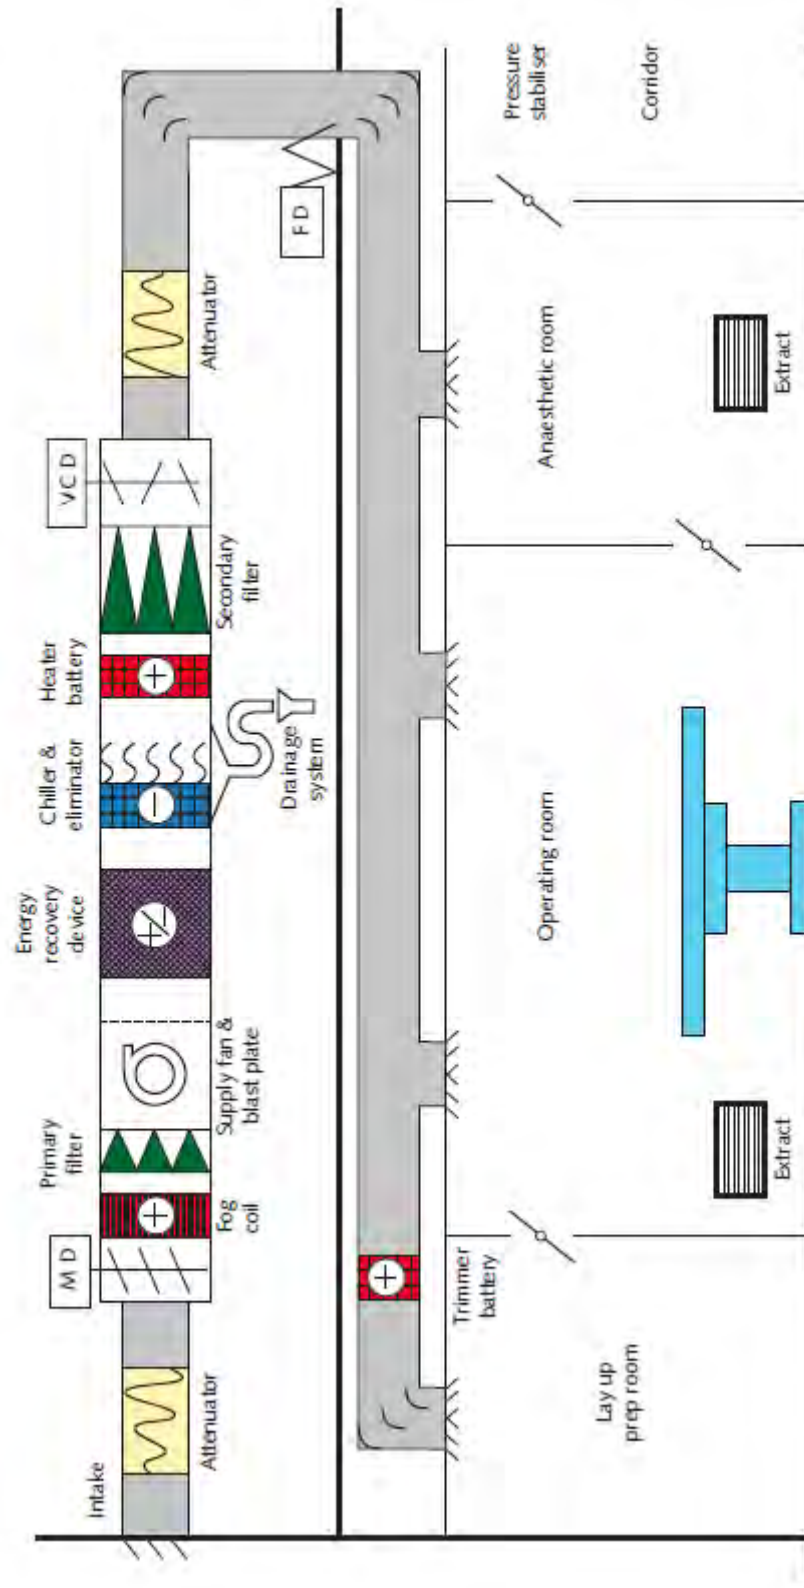 Intake
Attenuator
M D
Fog
coil
Primary
filter
Supply fan &
blast plate
Energy
recovery
device
Chiller &
eliminator
Drainage
system
Heater
battery
Secondary
filter
VC D
Attenuator
F D
Trimmer
battery
Lay up
prep room
Extract
Operating room
Anaesthetic room
Extract
Pressure
stabiliser
Corridor